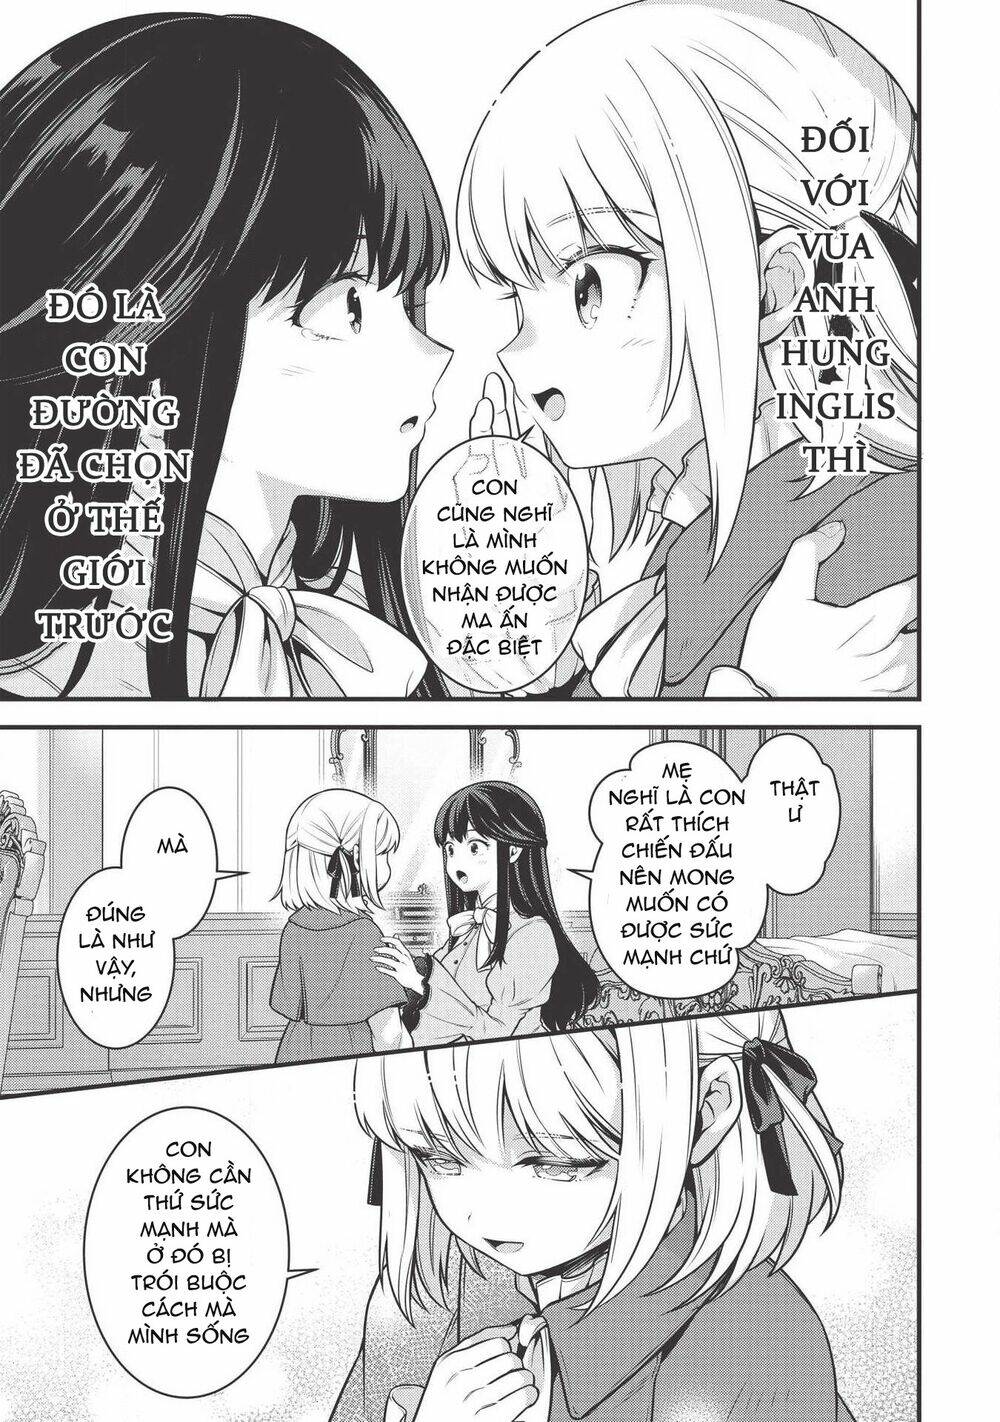 ĐỐI
VỚI
VUA
ANH
HUNG
INGLIS
THÌ
CON
CŨNG NGHĨ
LÀ MÌNH
KHÔNG MUỐN
NHẬN ĐƯỢC
MA ẤN
ĐẶC BIỆT
ĐÓ LÀ
CON
ĐƯỜNG
ĐÃ CHỌN
Ở THẾ
GIỚI
TRƯỚC
THẬT
Ư
MẸ
NGHĨ LÀ CON
RẤT THÍCH
CHIẾN ĐẤU
NÊN MONG
MUỐN CÓ
ĐƯỢC SỨC
MẠNH CHỨ
MÀ
ĐÚNG
LÀ NHƯ
VẬY,
NHƯNG
CON
KHÔNG CẦN
THỨ SỨC
MẠNH MÀ
Ở ĐÓ BỊ
TRÓI BUỘC
CÁCH MÀ
MÌNH SỐNG